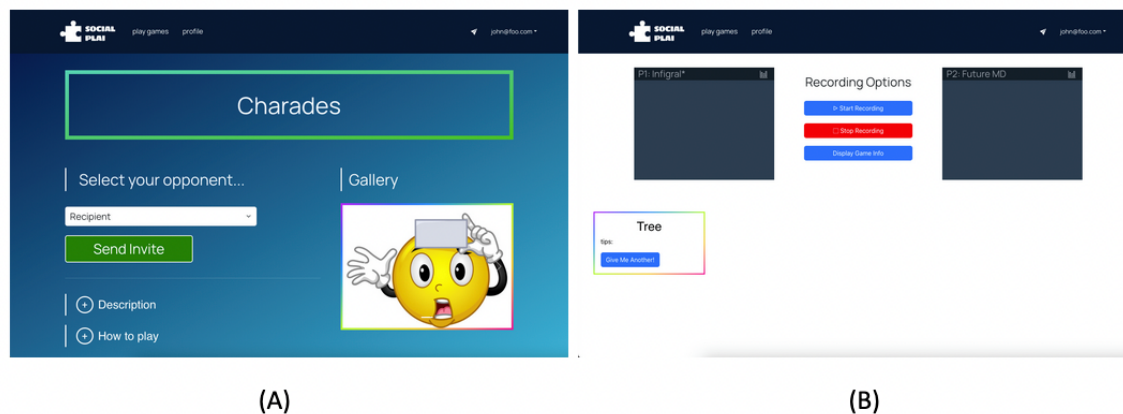 SOCIAL
PLAI
play games profile
john@foo.com
Charades
Select your opponent...
Recipient
Send Invite
Description
How to play
Gallery
(A)
SOCIAL
PLAI
play games profile
john@foo.com
P1: Infigral*
Recording Options
Start Recording
Stop Recording
Display Game Info
P2: Future MD
Tree
tips:
Give Me Another!
(B)